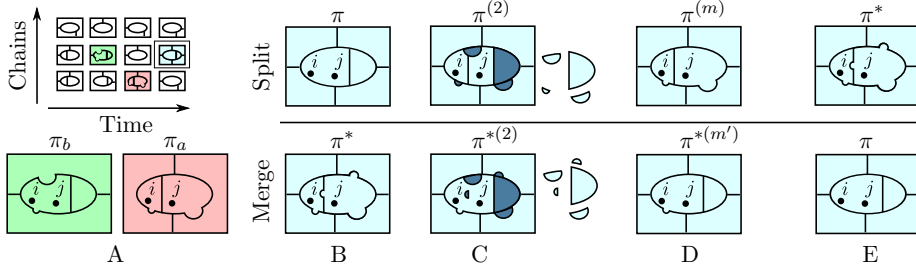 Chains
Time
π_b
π_a
i j
i j
A
Split
π
π^(2)
π^(m)
π^*
i j
i j
i j
i j
Merge
π^*
π^{*(2)}
π^{*(m')}
π
i j
i j
i j
i j
B
C
D
E